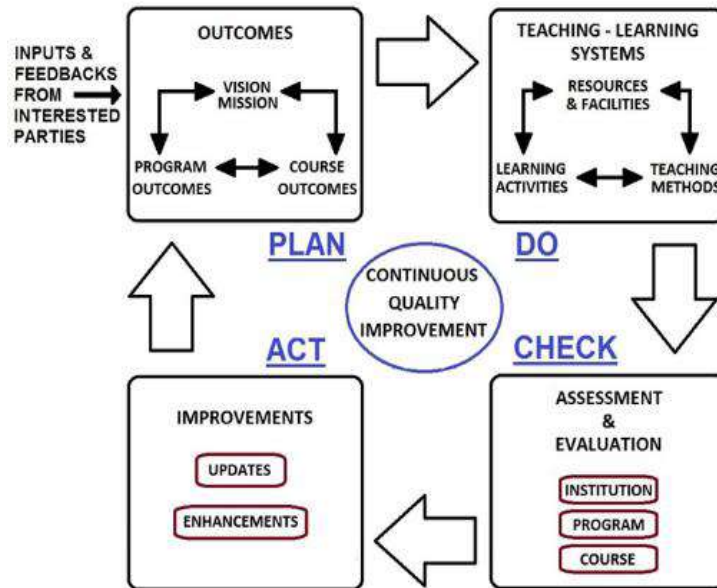 INPUTS &
FEEDBACKS
FROM
INTERESTED
PARTIES
OUTCOMES
VISION
MISSION
PROGRAM
OUTCOMES
COURSE
OUTCOMES
PLAN
TEACHING - LEARNING
SYSTEMS
RESOURCES
& FACILITIES
LEARNING
ACTIVITIES
TEACHING
METHODS
DO
CONTINUOUS
QUALITY
IMPROVEMENT
ACT
IMPROVEMENTS
UPDATES
ENHANCEMENTS
CHECK
ASSESSMENT
&
EVALUATION
INSTITUTION
PROGRAM
COURSE